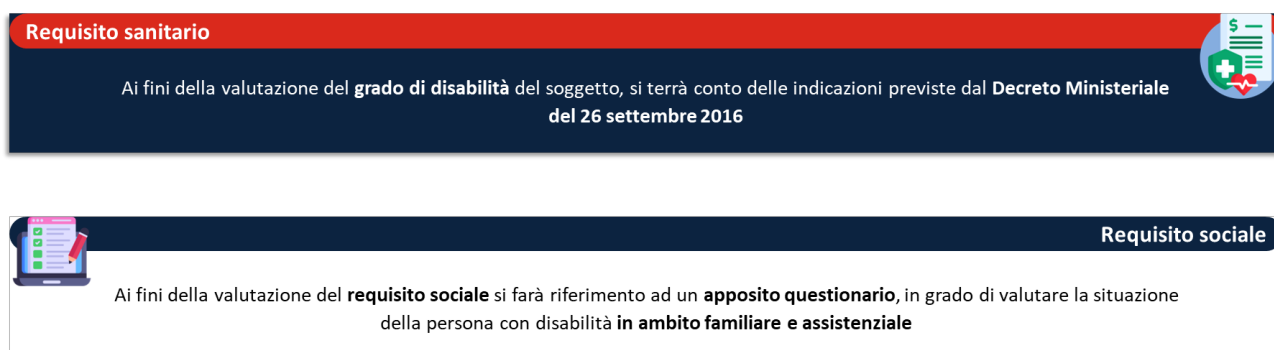 Requisito sanitario
$
Ai fini della valutazione del grado di disabilità del soggetto, si terrà conto delle indicazioni previste dal Decreto Ministeriale
del 26 settembre 2016
Requisito sociale
Ai fini della valutazione del requisito sociale si farà riferimento ad un apposito questionario, in grado di valutare la situazione
della persona con disabilità in ambito familiare e assistenziale